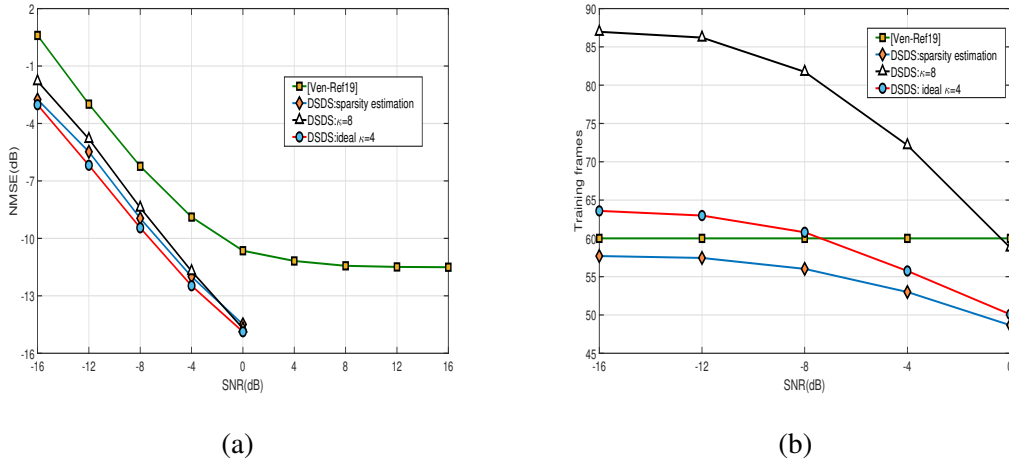 2
-1
-4
-7
-10
-13
-16
NMSE(dB)
-16
-12
-8
-4
0
4
8
12
16
SNR(dB)
[Ven-Ref19]
DSDS:sparsity estimation
DSDS:κ=8
DSDS:ideal κ=4
(a)
90
85
80
75
70
65
60
55
50
45
Training frames
-16
-12
-8
-4
0
SNR(dB)
[Ven-Ref19]
DSDS:sparsity estimation
DSDS:κ=8
DSDS: ideal κ=4
(b)